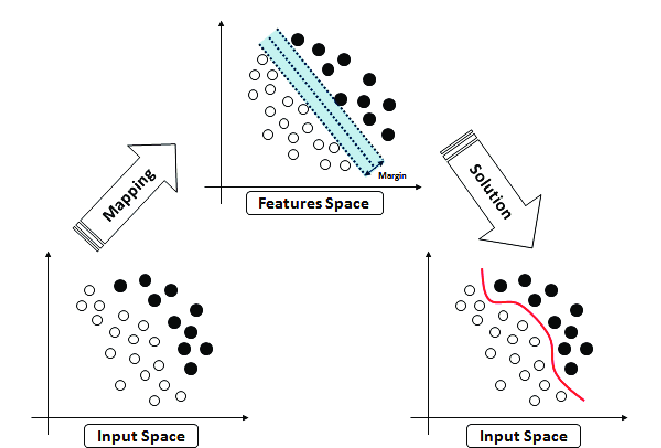 Margin
Features Space
Mapping
Solution
Input Space
Input Space